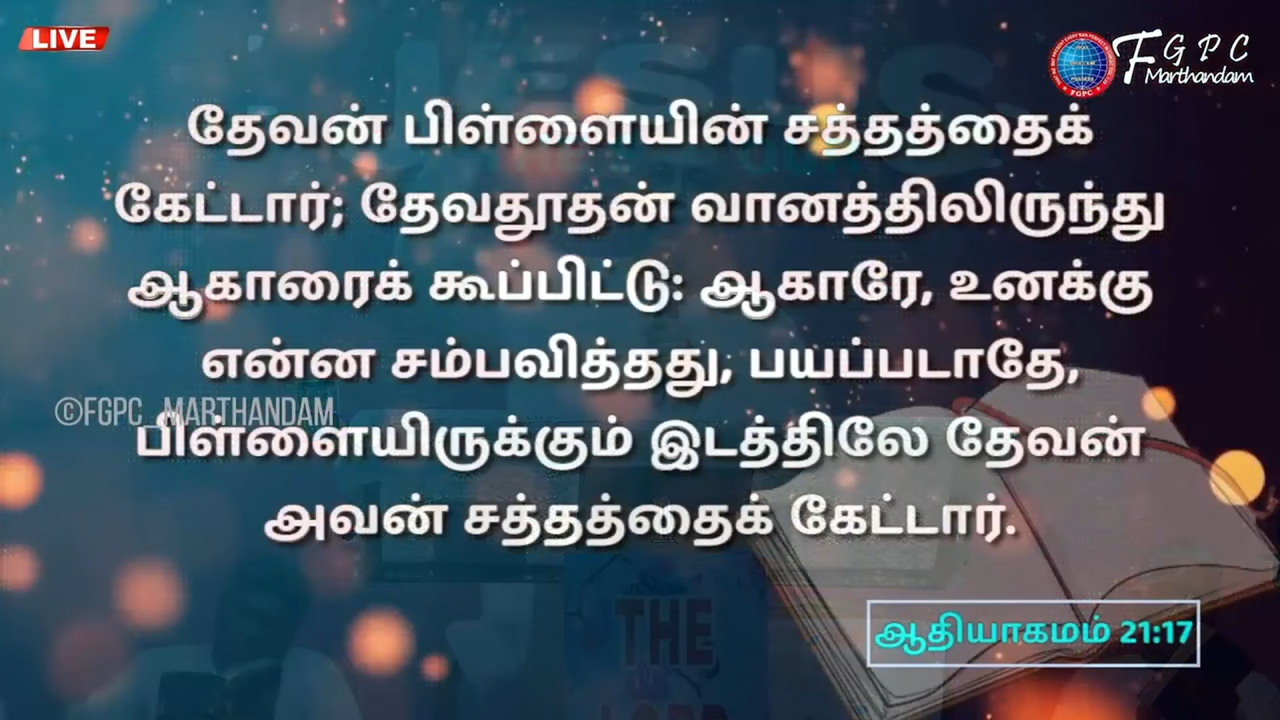 LIVE
F G P C
Marthandam
FGPC
தேவன் பிள்ளையின் சத்தத்தைக்
கேட்டார்; தேவதூதன் வானத்திலிருந்து
ஆகாரைக் கூப்பிட்டு: ஆகாரே, உனக்கு
என்ன சம்பவித்தது, பயப்படாதே,
©FGPC_MARTHANDAM
பிள்ளையிருக்கும் இடத்திலே தேவன்
அவன் சத்தத்தைக் கேட்டார்.
THE
LORD
ஆதியாகமம் 21:17